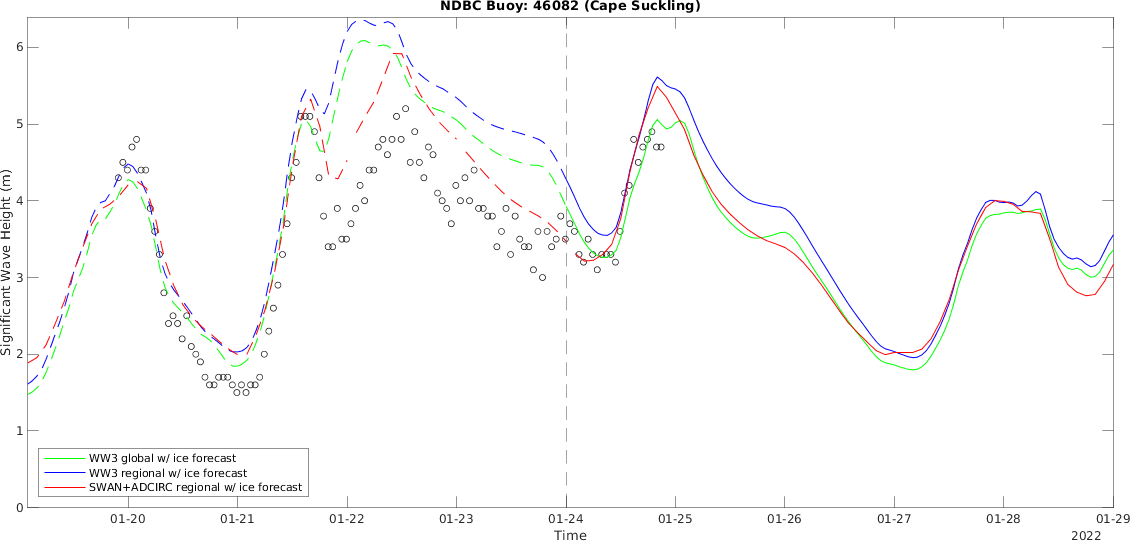 NDBC Buoy: 46082 (Cape Suckling)
Significant Wave Height (m)
6
5
4
3
2
1
0
WW3 global w/ ice forecast
WW3 regional w/ ice forecast
SWAN+ADCIRC regional w/ ice forecast
01-20 01-21 01-22 01-23 01-24 01-25 01-26 01-27 01-28 01-29
Time
2022